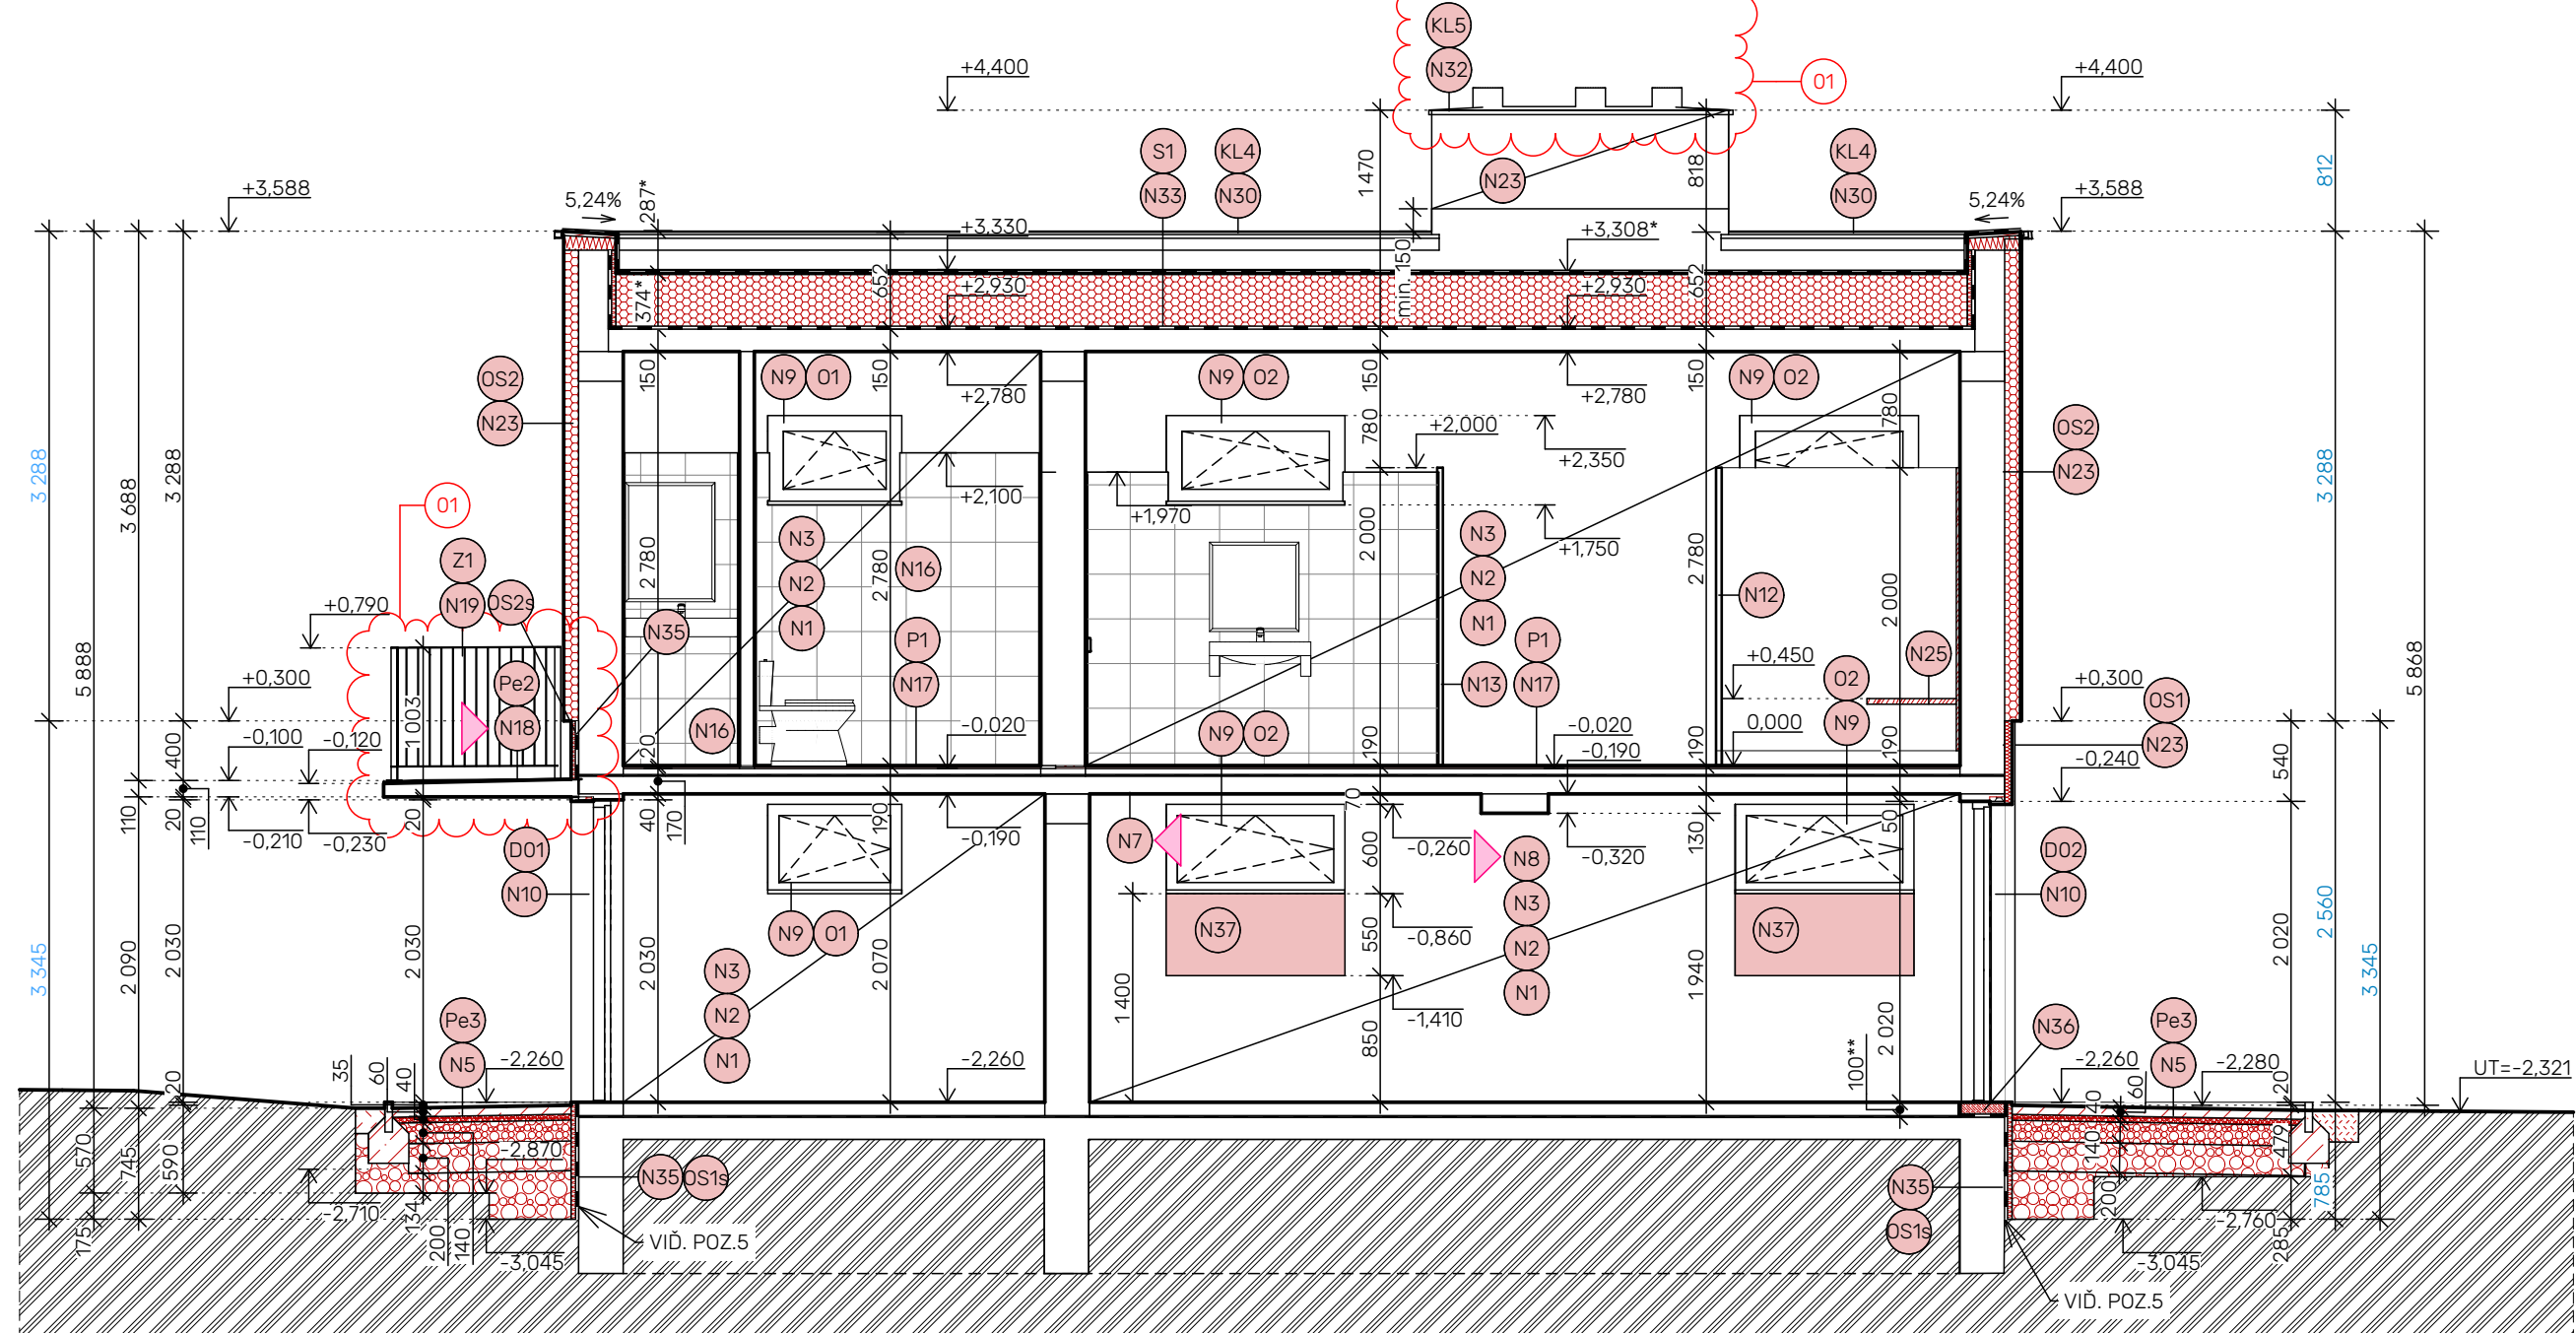 KL5
N32
+4,400
+4,400
01
S1
KL4
KL4
N33
N30
N23
N30
1 470
818
812
+3,588
5,24%
287*
5,24%
+3,588
+3,330
+3,308*
374*
652
+2,930
min. 150
+2,930
652
OS2
N23
150
N9 O1
150
+2,780
N9 O2
150
780
+2,780
150
N9 O2
780
OS2
N23
+2,000
+2,350
+2,100
+1,970
+1,750
3 288
3 688
3 288
3 288
01
Z1
N19
OS2s
+0,790
2 780
N35
N3
N2
N1
2 780
N16
P1
N17
2 000
N3
N2
N1
N13
P1
N17
2 780
N12
2 000
N25
+0,450
O2
N9
0,000
5 888
5 868
+0,300
Pe2
N18
1 003
N16
N9 O2
+0,300
OS1
N23
-0,100
-0,120
400
120
-0,020
190
-0,020
-0,190
190
190
-0,240
540
110
20
110
-0,210
-0,230
20
40
170
190
-0,190
70
N7
600
-0,260
-0,320
130
50
D01
N10
N9 O1
N37
N8
N3
N2
N1
N37
D02
N10
-0,860
550
-1,410
850
1 400
3 345
2 090
2 030
2 030
2 030
2 070
1 940
2 020
2 020
2 560
3 345
N3
N2
N1
Pe3
N5
-2,260
-2,260
100**
N36
-2,260
Pe3
N5
-2,280
UT=-2,321
35
60
40
20
40
60
20
570
745
590
175
-2,870
-2,710
134
200
140
-3,045
N35 OS1s
VIĎ. POZ.5
N35
OS1s
140
200
479
785
-2,760
285
-3,045
VIĎ. POZ.5